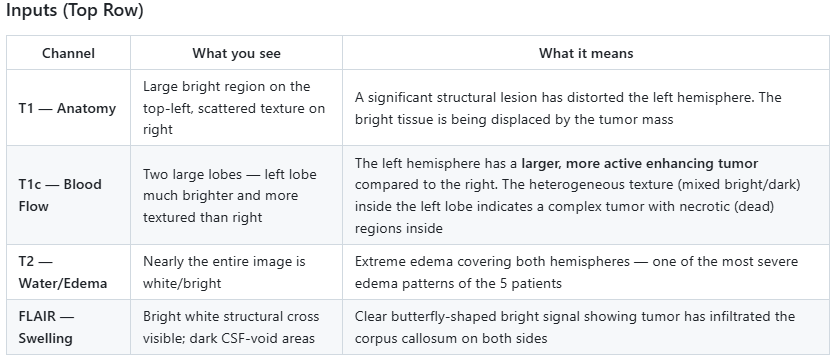 Inputs (Top Row)
Channel
What you see
What it means
T1 — Anatomy
Large bright region on the
top-left, scattered texture on
right
A significant structural lesion has distorted the left hemisphere. The
bright tissue is being displaced by the tumor mass
T1c — Blood
Flow
Two large lobes — left lobe
much brighter and more
textured than right
The left hemisphere has a larger, more active enhancing tumor
compared to the right. The heterogeneous texture (mixed bright/dark)
inside the left lobe indicates a complex tumor with necrotic (dead)
regions inside
T2 —
Water/Edema
Nearly the entire image is
white/bright
Extreme edema covering both hemispheres — one of the most severe
edema patterns of the 5 patients
FLAIR —
Swelling
Bright white structural cross
visible; dark CSF-void areas
Clear butterfly-shaped bright signal showing tumor has infiltrated the
corpus callosum on both sides